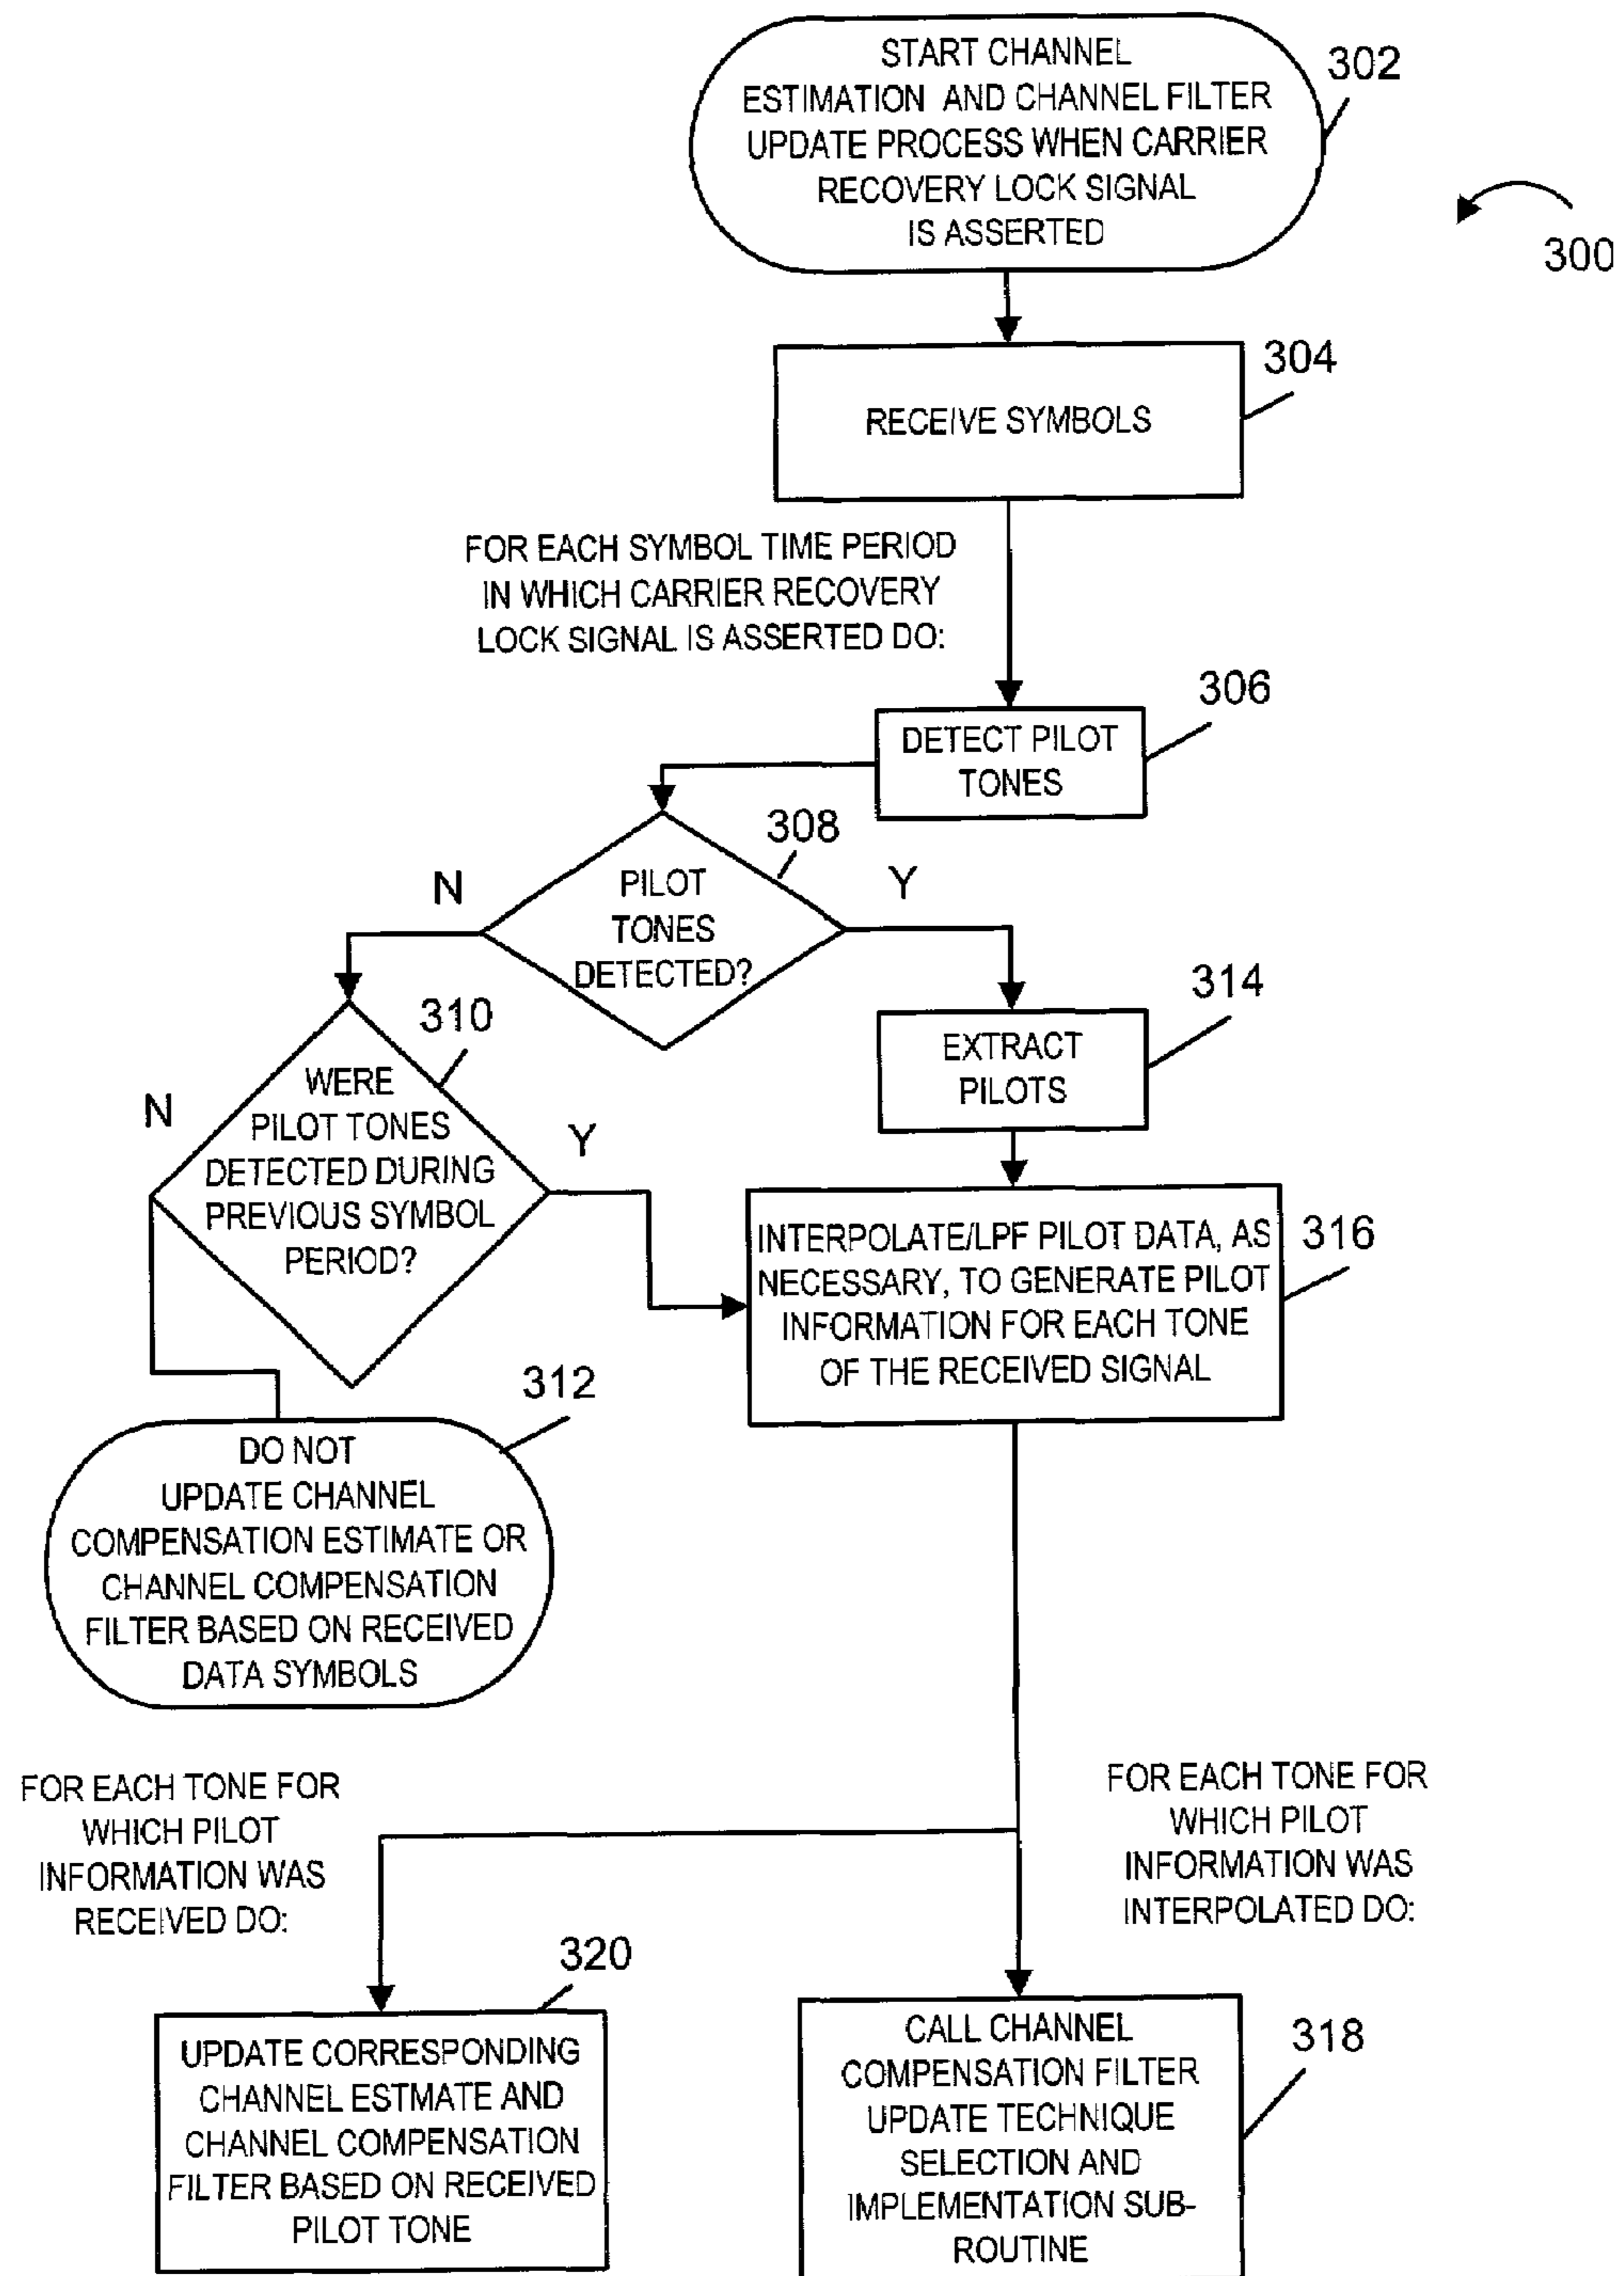 START CHANNEL
ESTIMATION AND CHANNEL FILTER
UPDATE PROCESS WHEN CARRIER
RECOVERY LOCK SIGNAL
IS ASSERTED
302
300
RECEIVE SYMBOLS
304
FOR EACH SYMBOL TIME PERIOD
IN WHICH CARRIER RECOVERY
LOCK SIGNAL IS ASSERTED DO:
DETECT PILOT
TONES
306
PILOT
TONES
DETECTED?
308
N
Y
WERE
PILOT TONES
DETECTED DURING
PREVIOUS SYMBOL
PERIOD?
310
N
Y
EXTRACT
PILOTS
314
INTERPOLATE/LPF PILOT DATA, AS
NECESSARY, TO GENERATE PILOT
INFORMATION FOR EACH TONE
OF THE RECEIVED SIGNAL
316
DO NOT
UPDATE CHANNEL
COMPENSATION ESTIMATE OR
CHANNEL COMPENSATION
FILTER BASED ON RECEIVED
DATA SYMBOLS
312
FOR EACH TONE FOR
WHICH PILOT
INFORMATION WAS
RECEIVED DO:
FOR EACH TONE FOR
WHICH PILOT
INFORMATION WAS
INTERPOLATED DO:
UPDATE CORRESPONDING
CHANNEL ESTMATE AND
CHANNEL COMPENSATION
FILTER BASED ON RECEIVED
PILOT TONE
320
CALL CHANNEL
COMPENSATION FILTER
UPDATE TECHNIQUE
SELECTION AND
IMPLEMENTATION SUB-
ROUTINE
318